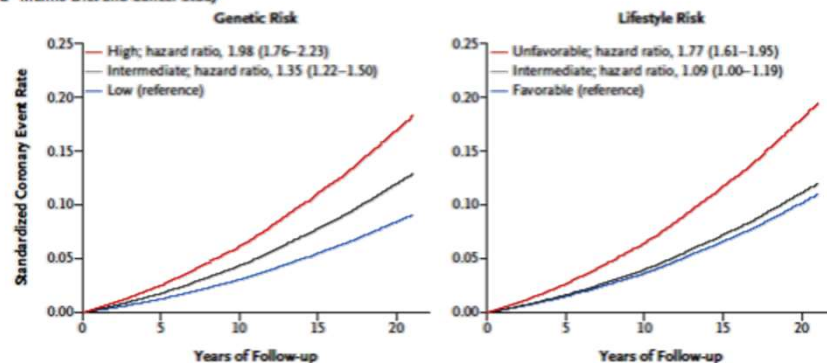 Genetic Risk
0.25
High; hazard ratio, 1.98 (1.76–2.23)
Intermediate; hazard ratio, 1.35 (1.22–1.50)
Low (reference)
0.20
0.15
0.10
0.05
0.00
0 5 10 15 20
Standardized Coronary Event Rate
Years of Follow-up
Lifestyle Risk
0.25
Unfavorable; hazard ratio, 1.77 (1.61–1.95)
Intermediate; hazard ratio, 1.09 (1.00–1.19)
Favorable (reference)
0.20
0.15
0.10
0.05
0.00
0 5 10 15 20
Years of Follow-up